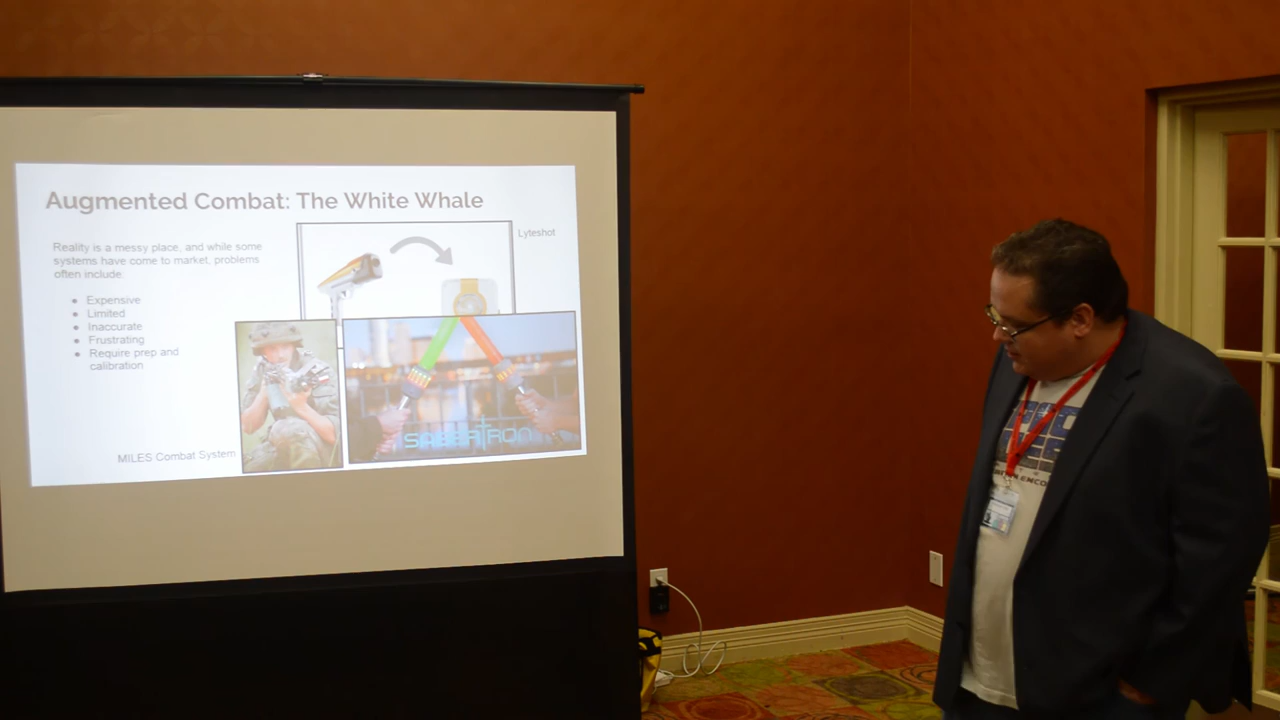 Augmented Combat: The White Whale
Reality is a messy place, and while some
systems have come to market, problems
often include:
Expensive
Limited
Inaccurate
Frustrating
Require prep and
calibration
Lyteshot
SABERTRON
MILES Combat System